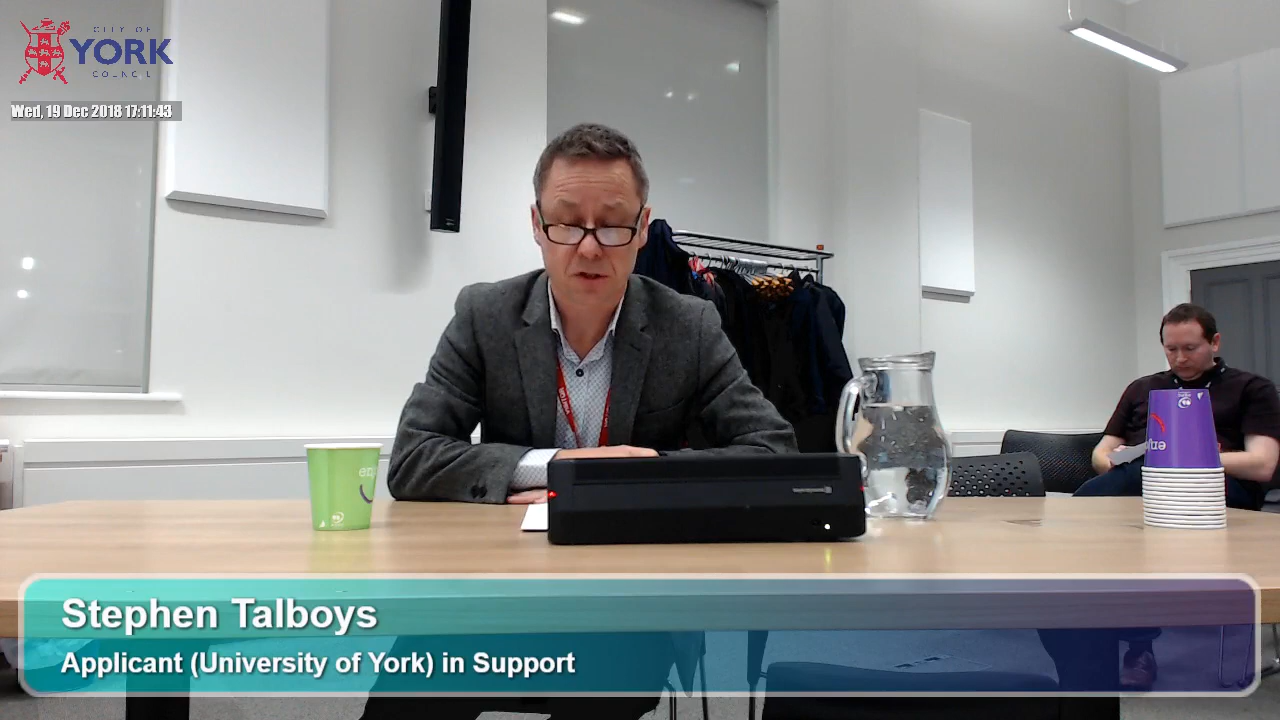 CITY OF
YORK
COUNCIL
Wed, 19 Dec 2018 17:11:43
Stephen Talboys
Applicant (University of York) in Support